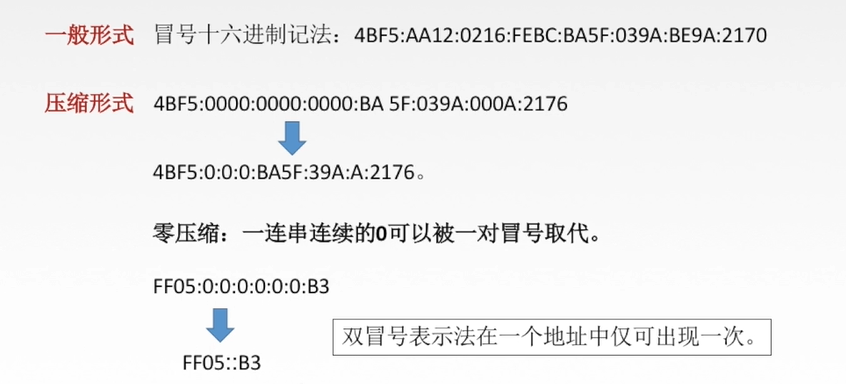 一般形式 冒号十六进制记法：4BF5:AA12:0216:FEBC:BA5F:039A:BE9A:2170
压缩形式 4BF5:0000:0000:0000:BA 5F:039A:000A:2176
4BF5:0:0:0:BA5F:39A:A:2176。
零压缩：一连串连续的0可以被一对冒号取代。
FF05:0:0:0:0:0:0:B3
双冒号表示法在一个地址中仅可出现一次。
FF05::B3